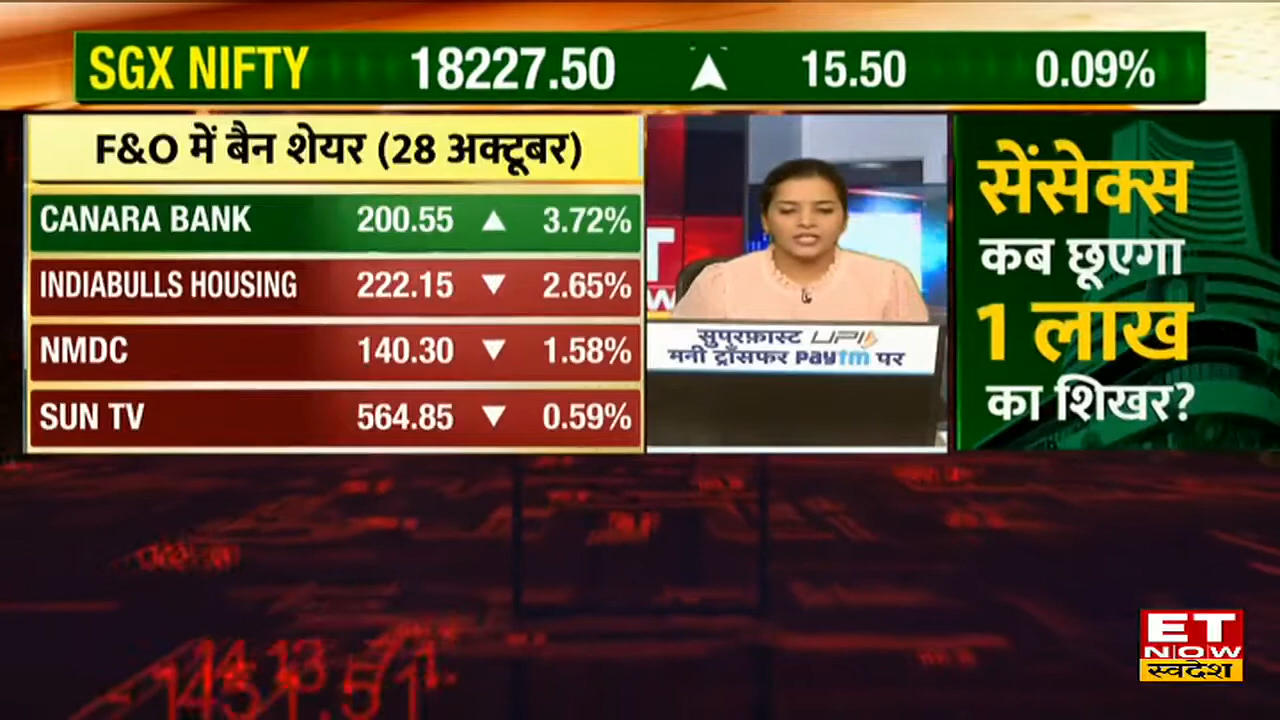 SGX NIFTY 18227.50 ▲ 15.50 0.09%
F&O में बैन शेयर (28 अक्टूबर)
CANARA BANK 200.55 ▲ 3.72%
INDIABULLS HOUSING 222.15 ▼ 2.65%
NMDC 140.30 ▼ 1.58%
SUN TV 564.85 ▼ 0.59%
सुपरफ़ास्ट UPI
मनी ट्राँसफर Paytm पर
सेंसेक्स
कब छूएगा
1 लाख
का शिखर?
ET
NOW
स्वदेश